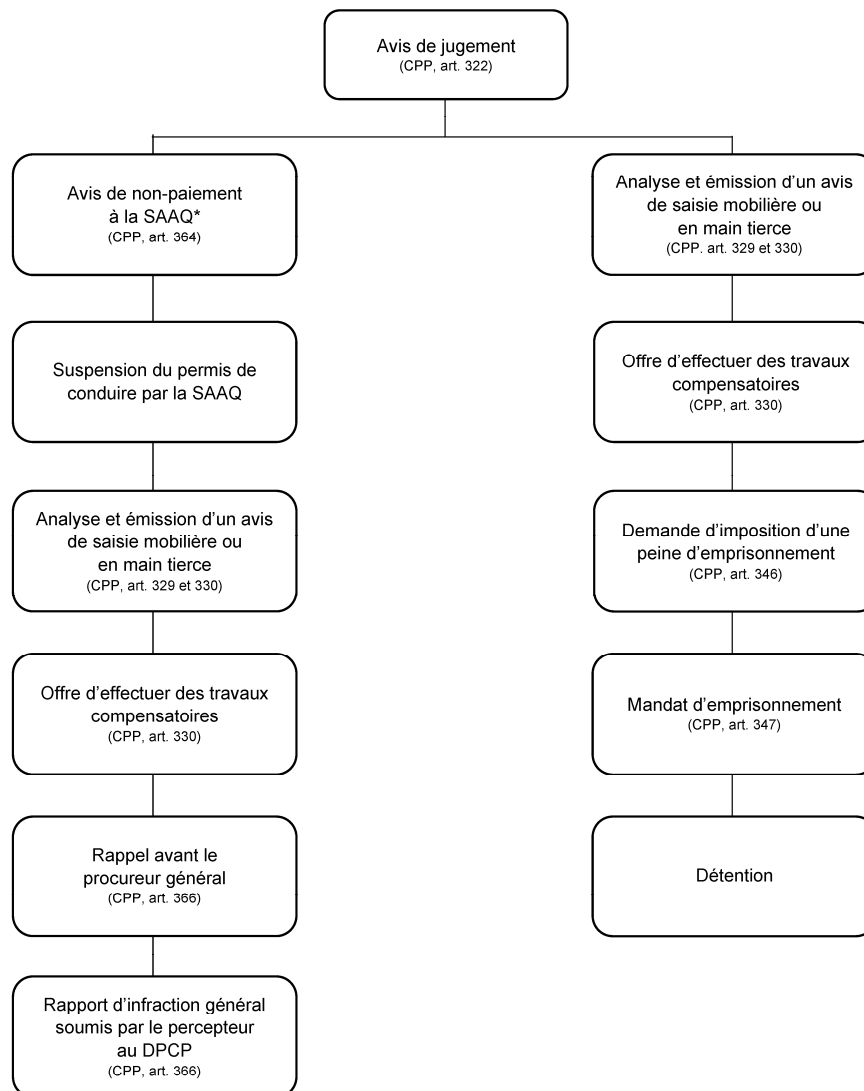 Avis de jugement
(CPP, art. 322)
Avis de non-paiement
à la SAAQ*
(CPP, art. 364)
Suspension du permis de
conduire par la SAAQ
Analyse et émission d'un avis
de saisie mobilière ou
en main tierce
(CPP, art. 329 et 330)
Offre d'effectuer des travaux
compensatoires
(CPP, art. 330)
Rappel avant le
procureur général
(CPP, art. 366)
Rapport d'infraction général
soumis par le percepteur
au DPCP
(CPP, art. 366)
Analyse et émission d'un avis
de saisie mobilière ou
en main tierce
(CPP. art. 329 et 330)
Offre d'effectuer des travaux
compensatoires
(CPP, art. 330)
Demande d'imposition d'une
peine d'emprisonnement
(CPP, art. 346)
Mandat d'emprisonnement
(CPP, art. 347)
Détention